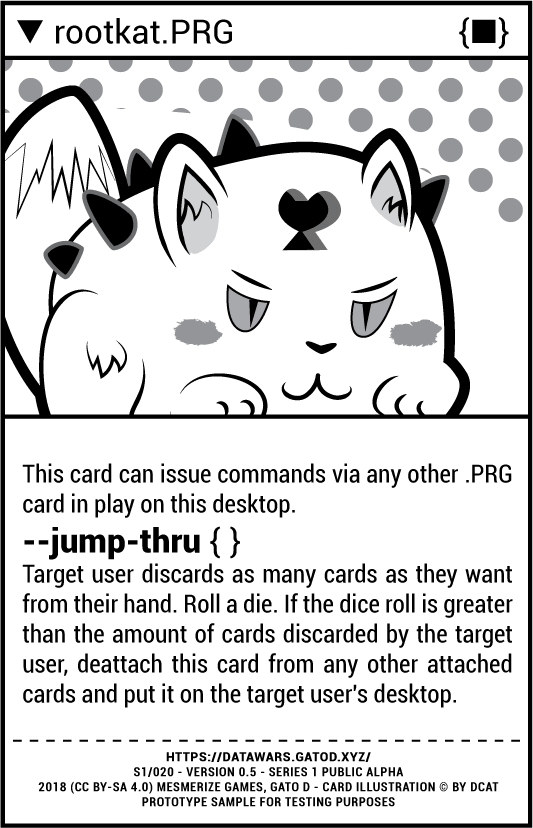 ▼ rootkat.PRG {■}
This card can issue commands via any other .PRG
card in play on this desktop.
--jump-thru { }
Target user discards as many cards as they want
from their hand. Roll a die. If the dice roll is greater
than the amount of cards discarded by the target
user, deattach this card from any other attached
cards and put it on the target user's desktop.
HTTPS://DATAWARS.GATOD.XYZ/
S1/020 - VERSION 0.5 - SERIES 1 PUBLIC ALPHA
2018 (CC BY-SA 4.0) MESMERIZE GAMES, GATO D - CARD ILLUSTRATION © BY DCAT
PROTOTYPE SAMPLE FOR TESTING PURPOSES